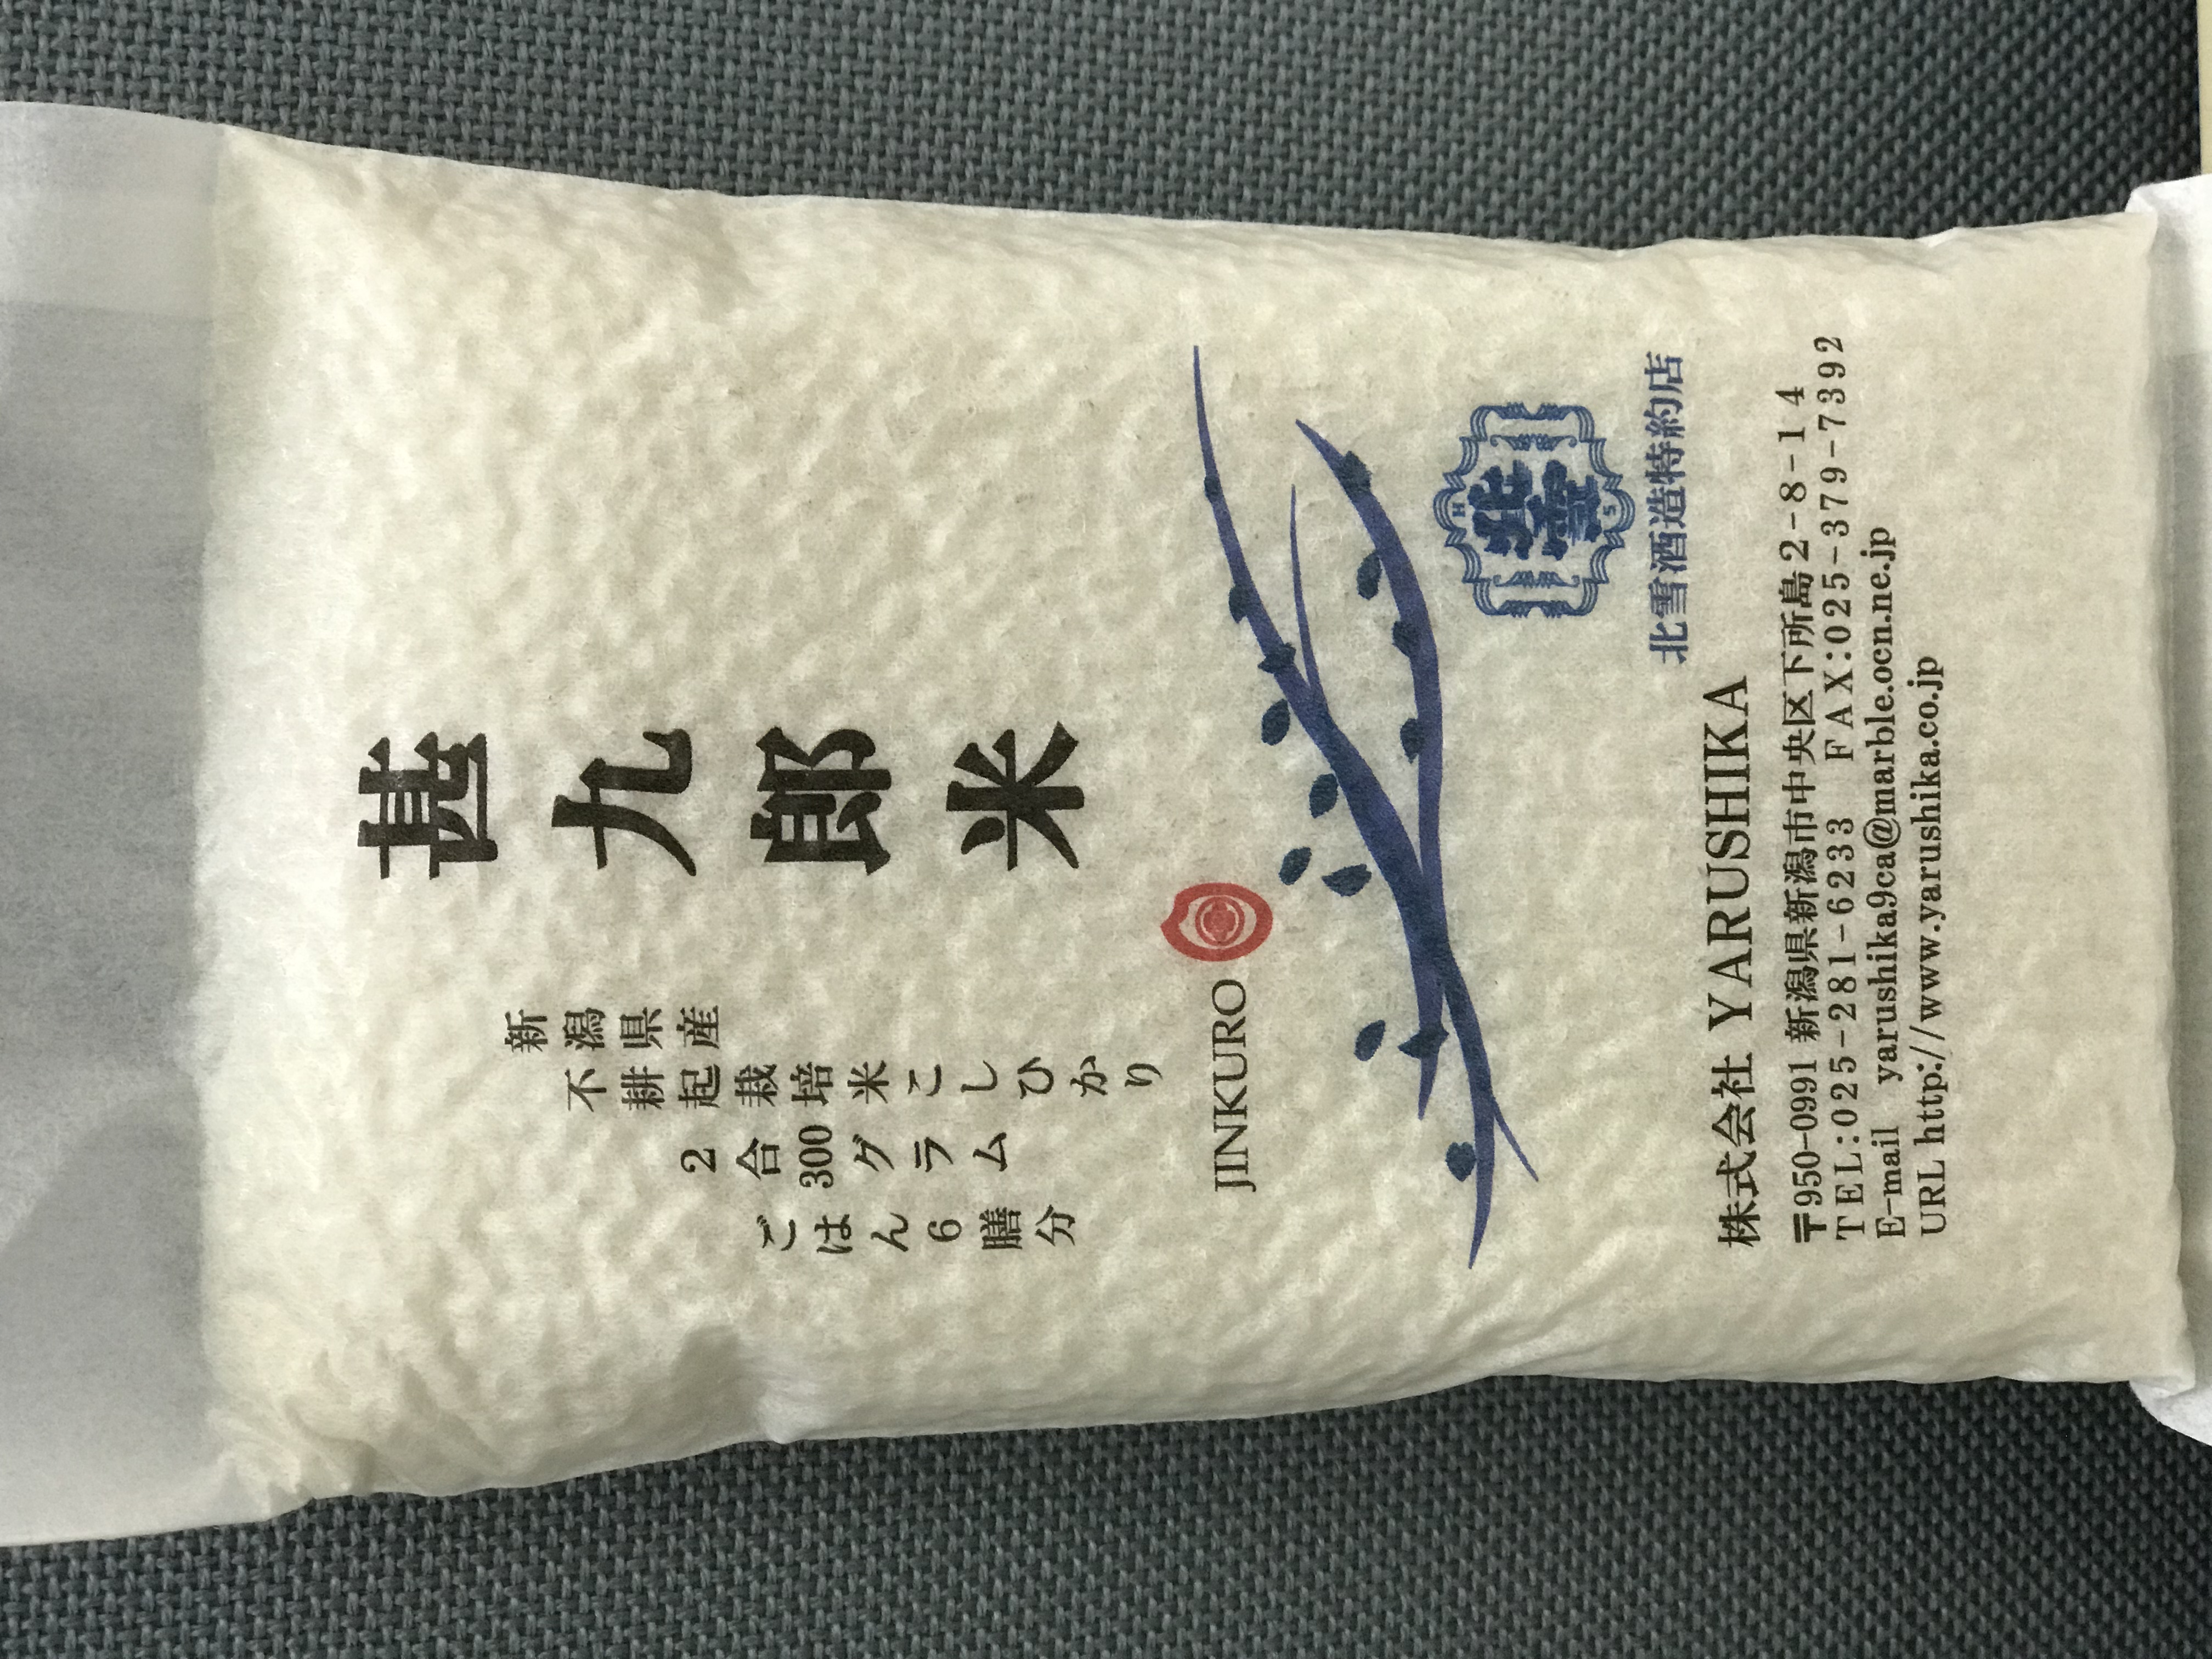 甚九郎米
新潟県産
不耕起栽培米こしひかり
2合300グラム
ごはん6膳分
JINKURO
H
北雪
S
北雪酒造特約店
株式会社 YARUSHIKA
〒950-0991 新潟県新潟市中央区下所島2-8-14
TEL:025-281-6233 FAX:025-379-7392
E-mail yarushika9ca@marble.ocn.ne.jp
URL http://www.yarushika.co.jp